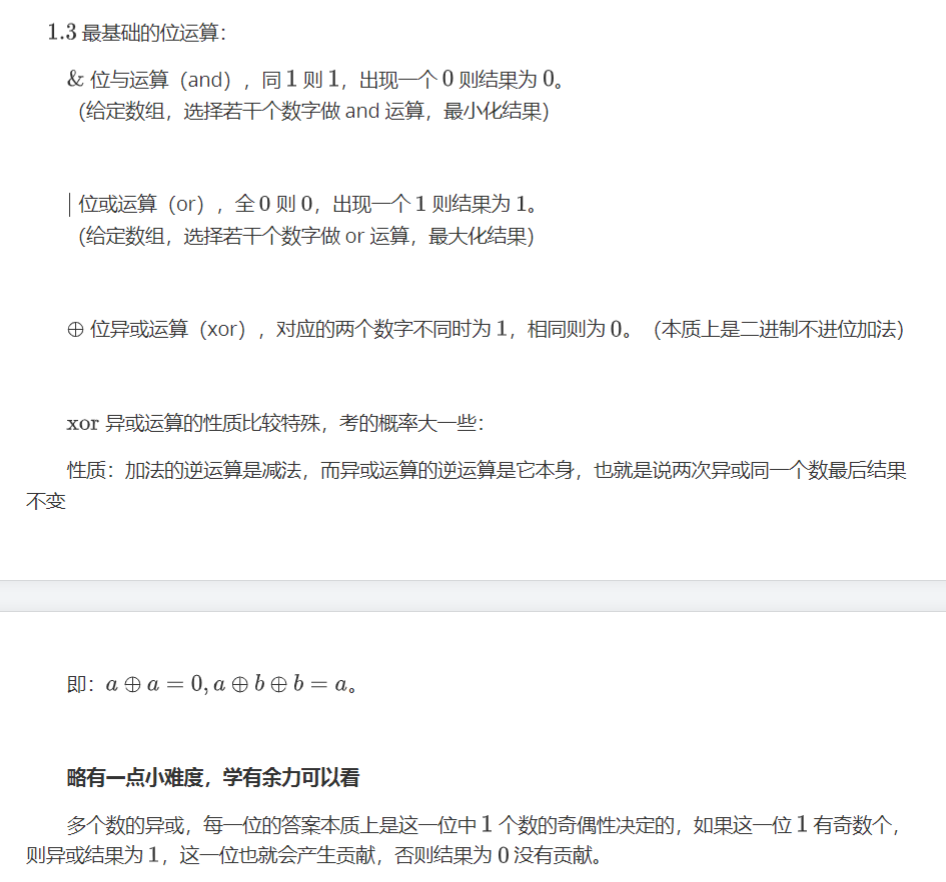 1.3 最基础的位运算：
& 位与运算（and），同 1 则 1，出现一个 0 则结果为 0。
（给定数组，选择若干个数字做 and 运算，最小化结果）
| 位或运算（or），全 0 则 0，出现一个 1 则结果为 1。
（给定数组，选择若干个数字做 or 运算，最大化结果）
⊕ 位异或运算（xor），对应的两个数字不同时为 1，相同则为 0。（本质上是二进制不进位加法）
xor 异或运算的性质比较特殊，考的概率大一些：
性质：加法的逆运算是减法，而异或运算的逆运算是它本身，也就是说两次异或同一个数最后结果
不变
即：a ⊕ a = 0, a ⊕ b ⊕ b = a。
略有一点小难度，学有余力可以看
多个数的异或，每一位的答案本质上是这一位中 1 个数的奇偶性决定的，如果这一位 1 有奇数个，
则异或结果为 1，这一位也就会产生贡献，否则结果为 0 没有贡献。